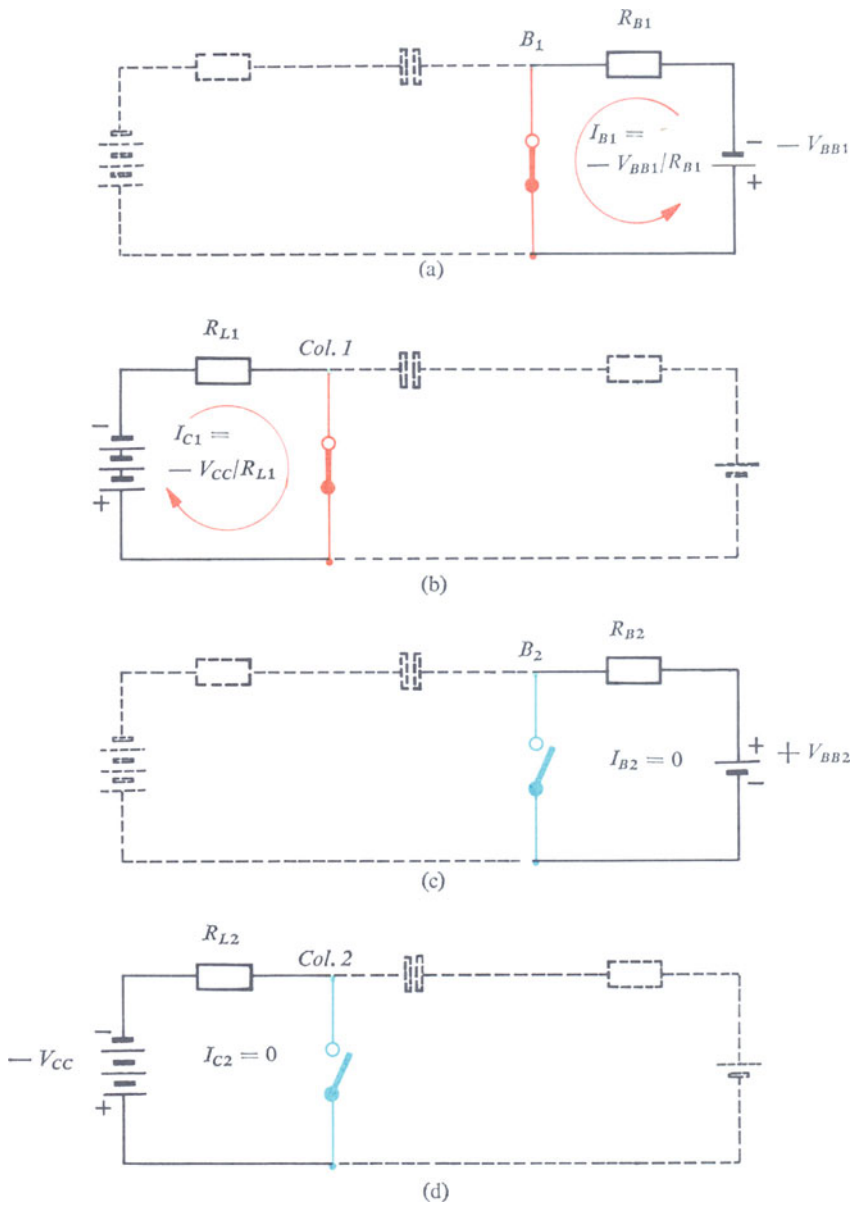 R_B1
B_1
I_B1 =
— V_BB1/R_B1
- — V_BB1
+
(a)
R_L1
Col. 1
-
I_C1 =
— V_CC/R_L1
+
(b)
R_B2
B_2
+ + V_BB2
I_B2 = 0
-
(c)
R_L2
Col. 2
-
— V_CC I_C2 = 0
+
(d)